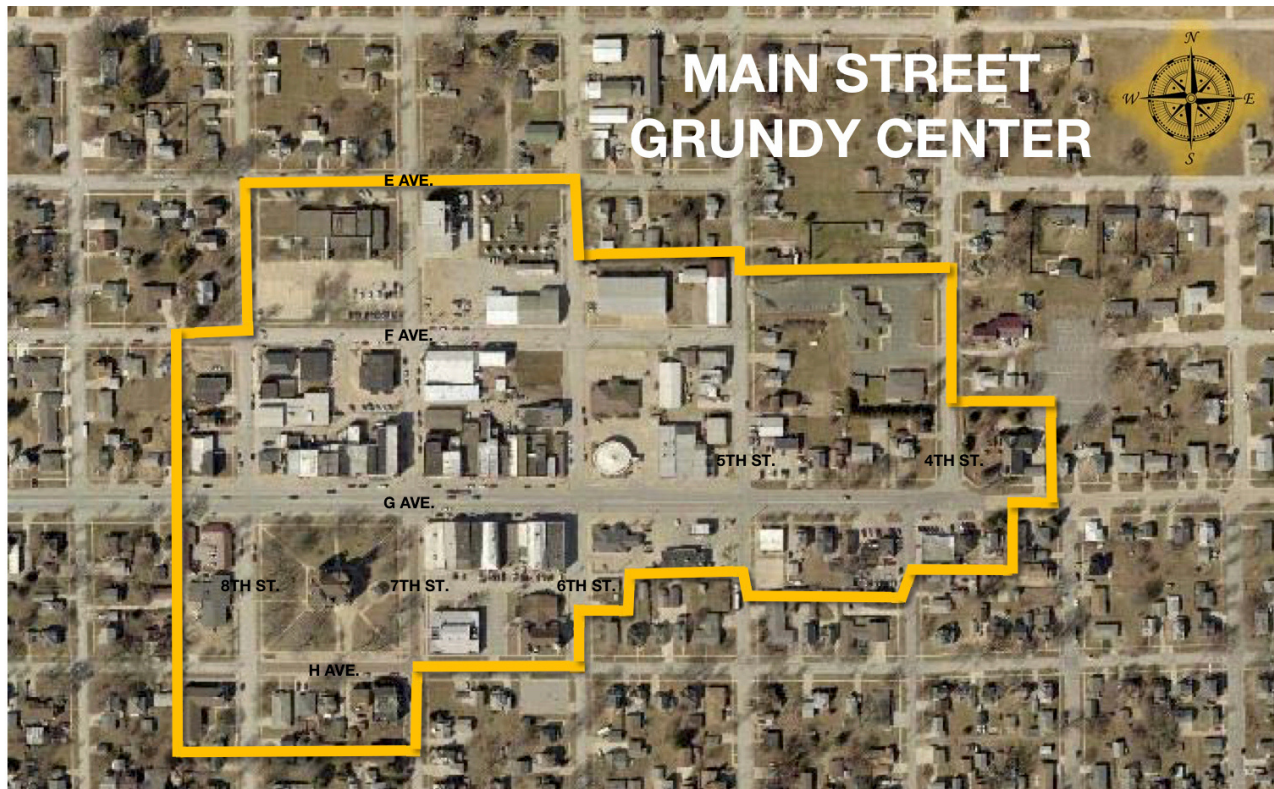 MAIN STREET
GRUNDY CENTER
N
W E
S
E AVE.
F AVE.
5TH ST. 4TH ST.
G AVE.
8TH ST. 7TH ST. 6TH ST.
H AVE.